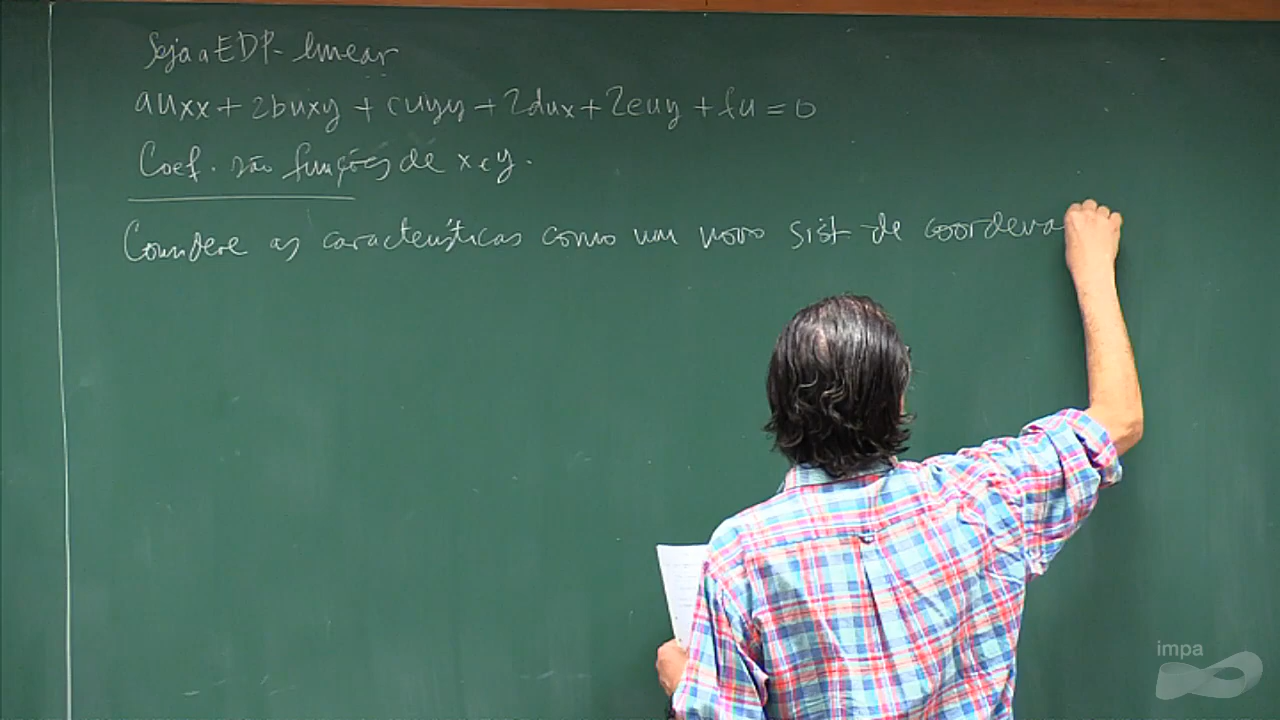 Seja a EDP-linear
auxx + 2buxy + cuyy + 2dux + 2euy + fu = 0
Coef. são funções de x e y.
Considere as características como um novo sist. de coordena
impa